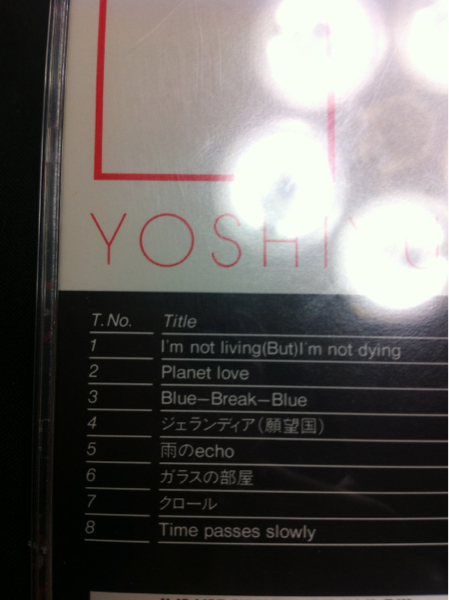 YOSHIYU
T. No. Title
1 I'm not living(But)I'm not dying
2 Planet love
3 Blue−Break−Blue
4 ジェランディア(願望国)
5 雨のecho
6 ガラスの部屋
7 クロール
8 Time passes slowly